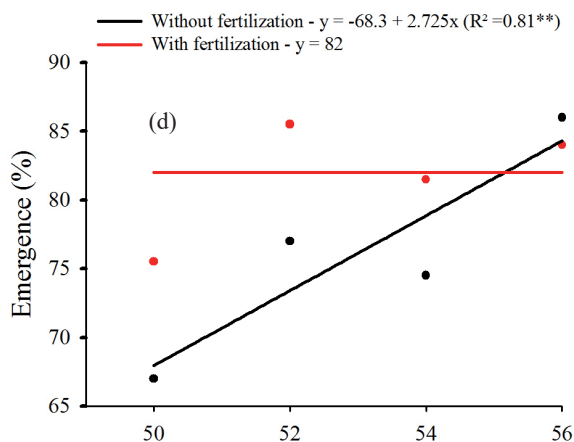 Without fertilization - y = -68.3 + 2.725x (R² =0.81**)
With fertilization - y = 82
90
(d)
85
80
75
70
65
Emergence (%)
50 52 54 56